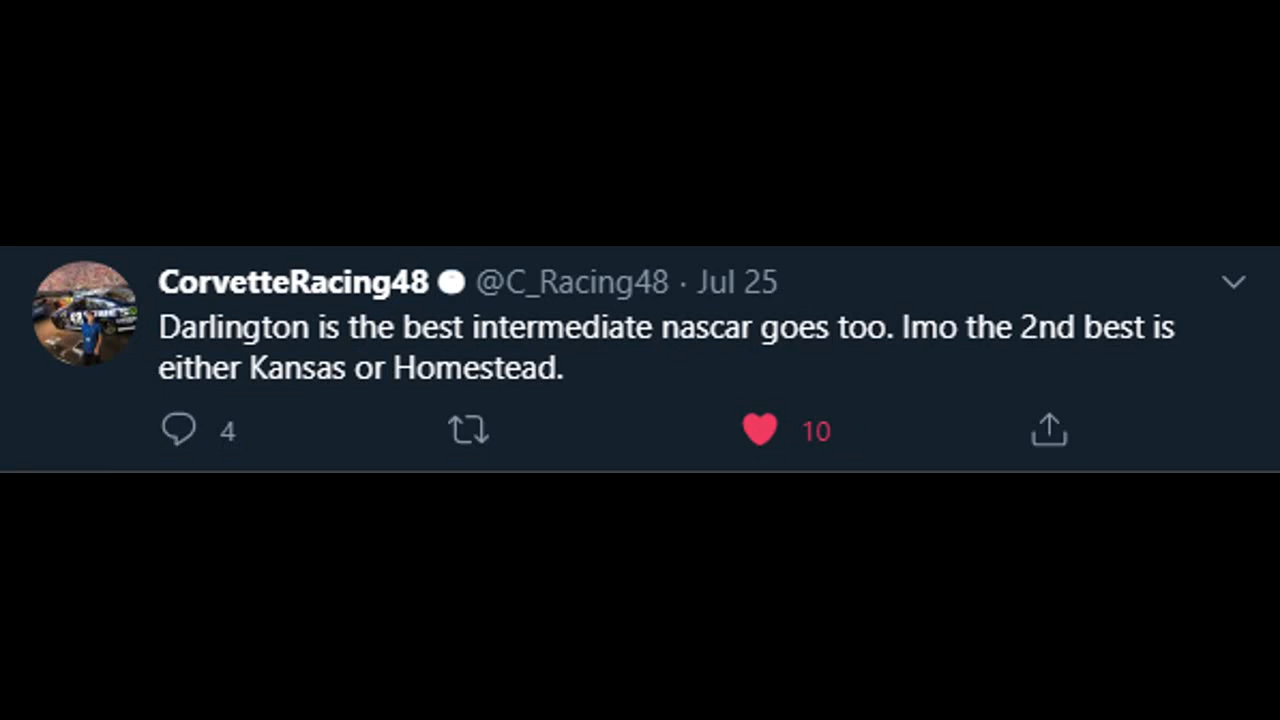 CorvetteRacing48 @C_Racing48 · Jul 25
Darlington is the best intermediate nascar goes too. Imo the 2nd best is
either Kansas or Homestead.
4 10